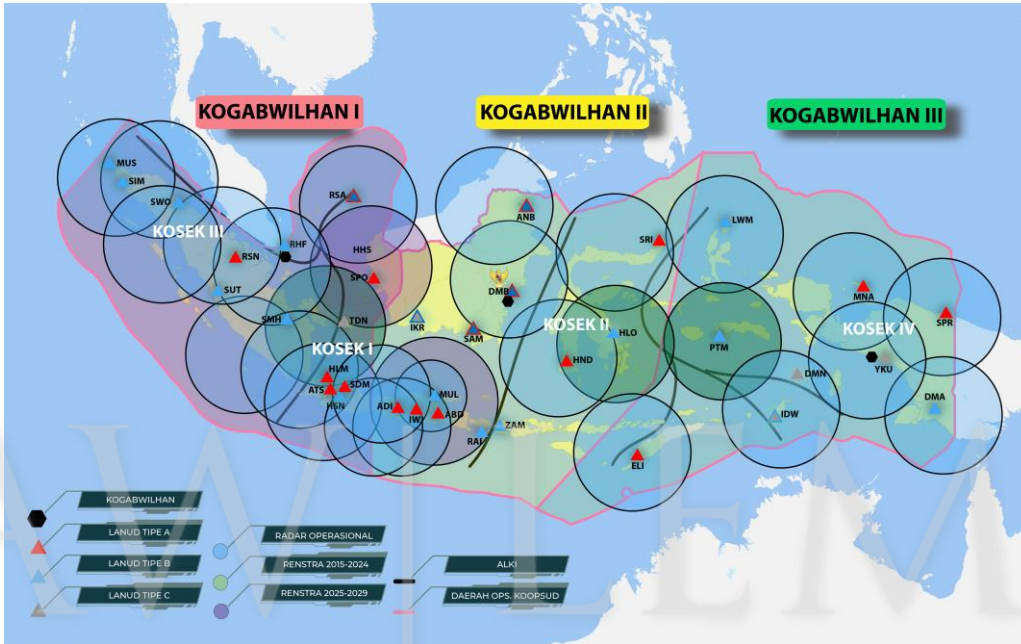 KOGABWILHAN I
KOGABWILHAN II
KOGABWILHAN III
MUS
SIM
SWO
KOSEK III
RSN
RHF
SUT
RSA
HHS
SPO
SMH
TDN
KOSEK I
HLM
ATS
SDM
HSN
ADI
IWJ
MUL
ABD
IKR
SAM
ANB
DMB
KOSEK II
HND
HLO
RAI
ZAM
ELI
SRI
LWM
PTM
DMN
IDW
MNA
KOSEK IV
YKU
SPR
DMA
KOGABWILHAN
LANUD TIPE A
LANUD TIPE B
LANUD TIPE C
RADAR OPERASIONAL
RENSTRA 2015-2024
RENSTRA 2025-2029
ALKI
DAERAH OPS. KOOPSUD